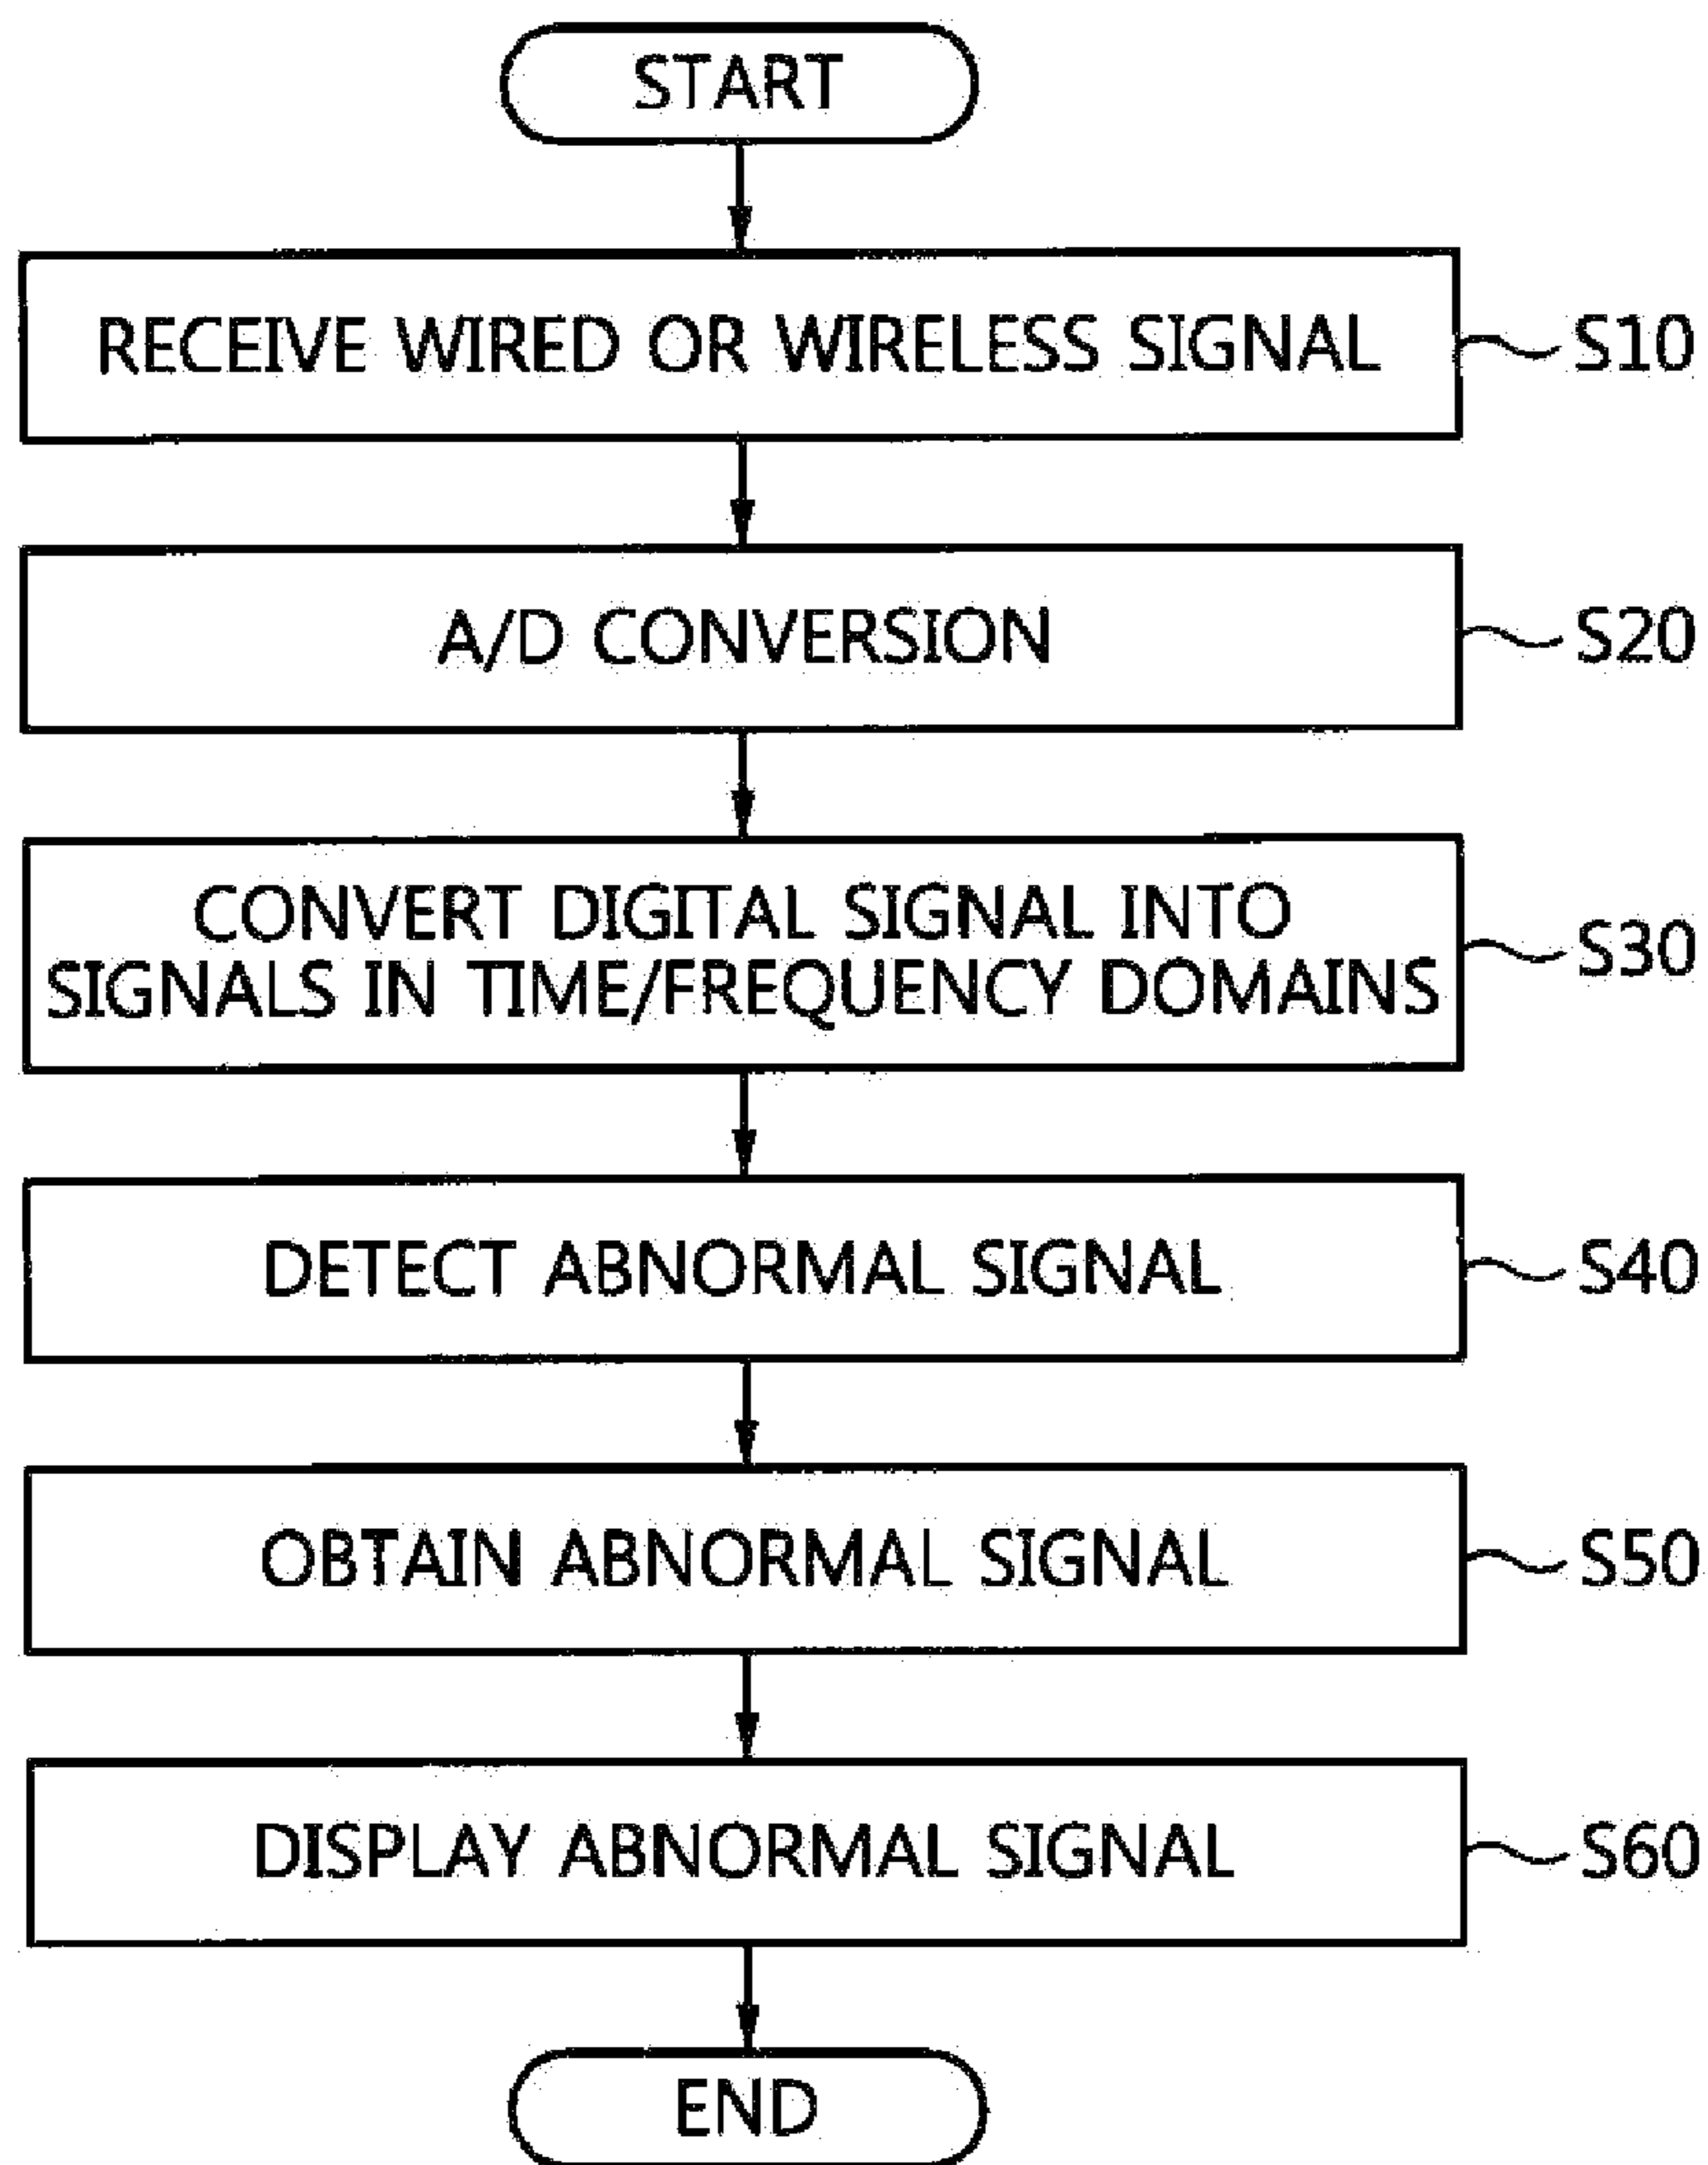 START
RECEIVE WIRED OR WIRELESS SIGNAL
S10
A/D CONVERSION
S20
CONVERT DIGITAL SIGNAL INTO
SIGNALS IN TIME/FREQUENCY DOMAINS
S30
DETECT ABNORMAL SIGNAL
S40
OBTAIN ABNORMAL SIGNAL
S50
DISPLAY ABNORMAL SIGNAL
S60
END